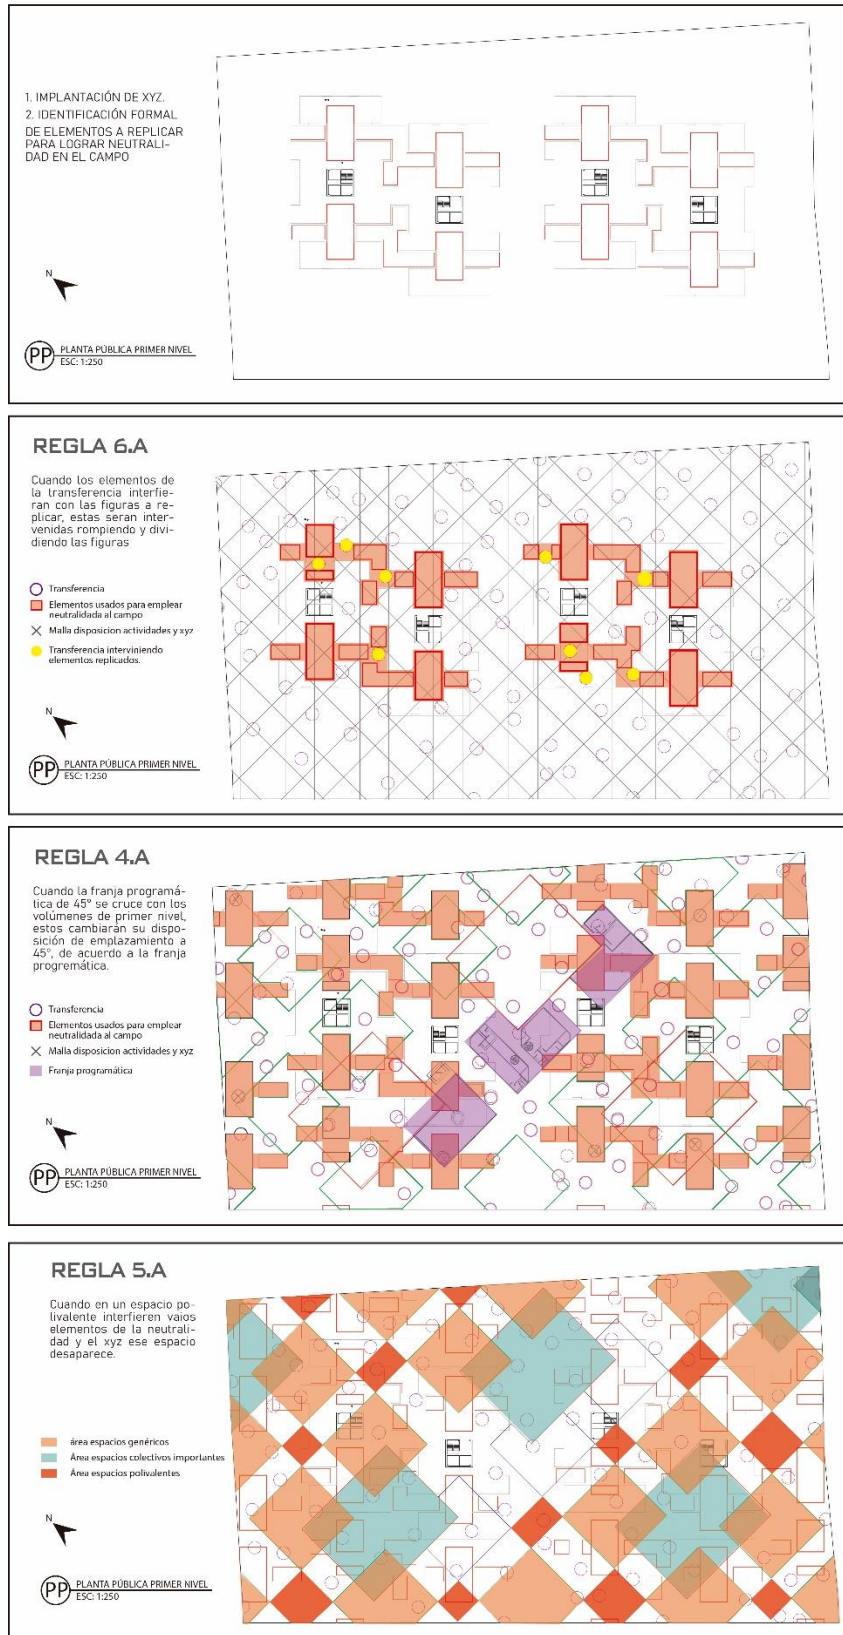 1. IMPLANTACIÓN DE XYZ.
2. IDENTIFICACIÓN FORMAL
DE ELEMENTOS A REPLICAR
PARA LOGRAR NEUTRALI-
DAD EN EL CAMPO
N
PP
PLANTA PÚBLICA PRIMER NIVEL
ESC: 1:250
REGLA 6.A
Cuando los elementos de
la transferencia interfie-
ran con las figuras a re-
plicar, estas seran inter-
venidas rompiendo y divi-
diendo las figuras
Transferencia
Elementos usados para emplear
neutralidada al campo
Malla disposicion actividades y xyz
Transferencia interviniendo
elementos replicados.
N
PP
PLANTA PÚBLICA PRIMER NIVEL
ESC: 1:250
REGLA 4.A
Cuando la franja programá-
tica de 45° se cruce con los
volúmenes de primer nivel,
estos cambiarán su dispo-
sición de emplazamiento a
45°, de acuerdo a la franja
progremática.
Transferencia
Elementos usados para emplear
neutralidada al campo
Malla disposicion actividades y xyz
Franja programática
N
PP
PLANTA PÚBLICA PRIMER NIVEL
ESC: 1:250
REGLA 5.A
Cuando en un espacio po-
livalente interfieren vaios
elementos de la neutrali-
dad y el xyz ese espacio
desaparece.
área espacios genéricos
Área espacios colectivos importantes
Área espacios polivalentes
N
PP
PLANTA PÚBLICA PRIMER NIVEL
ESC: 1:250